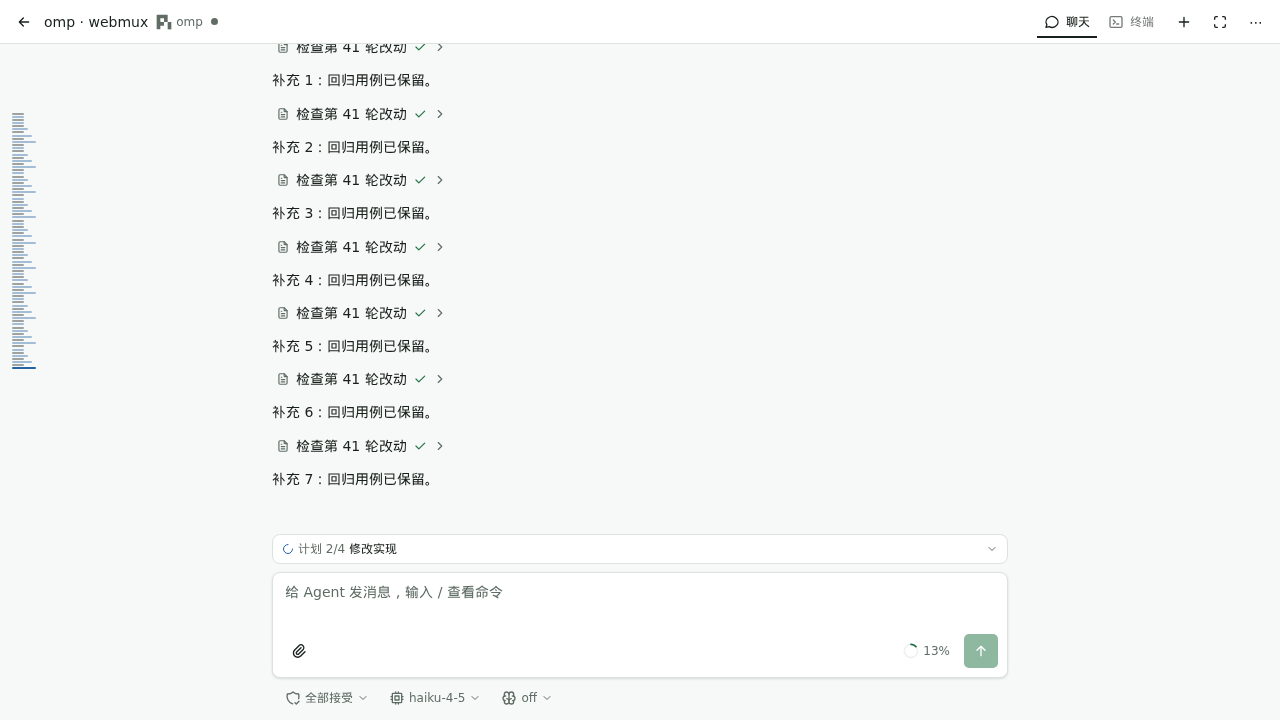 omp · webmux omp
聊天
终端
检查第 41 轮改动
补充 1：回归用例已保留。
检查第 41 轮改动
补充 2：回归用例已保留。
检查第 41 轮改动
补充 3：回归用例已保留。
检查第 41 轮改动
补充 4：回归用例已保留。
检查第 41 轮改动
补充 5：回归用例已保留。
检查第 41 轮改动
补充 6：回归用例已保留。
检查第 41 轮改动
补充 7：回归用例已保留。
计划 2/4 修改实现
给 Agent 发消息，输入 / 查看命令
13%
全部接受 haiku-4-5 off